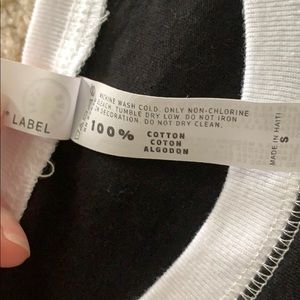 LABEL
WASH COLD. ONLY NON-CHLORINE
TUMBLE DRY LOW. DO NOT IRON
DECORATION. DO NOT DRY CLEAN.
100% COTTON
COTON
ALGODON
MADE IN HAITI
S